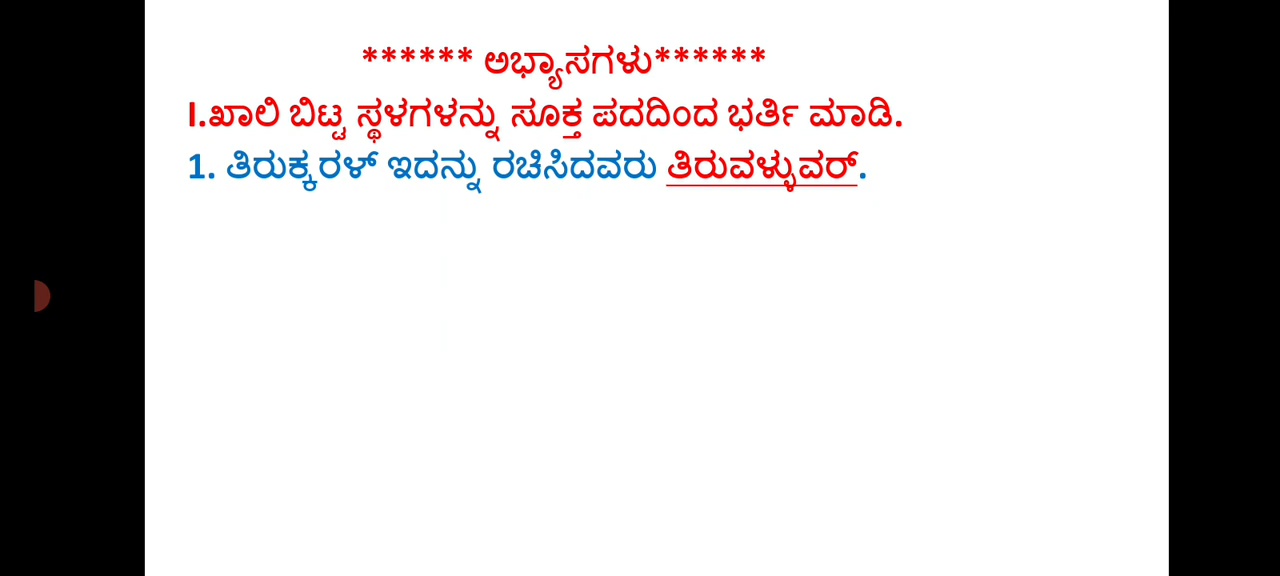 ****** ಅಭ್ಯಾಸಗಳು******
I.ಖಾಲಿ ಬಿಟ್ಟ ಸ್ಥಳಗಳನ್ನು ಸೂಕ್ತ ಪದದಿಂದ ಭರ್ತಿ ಮಾಡಿ.
1. ತಿರುಕ್ಕರಳ್ ಇದನ್ನು ರಚಿಸಿದವರು ತಿರುವಳ್ಳುವರ್.